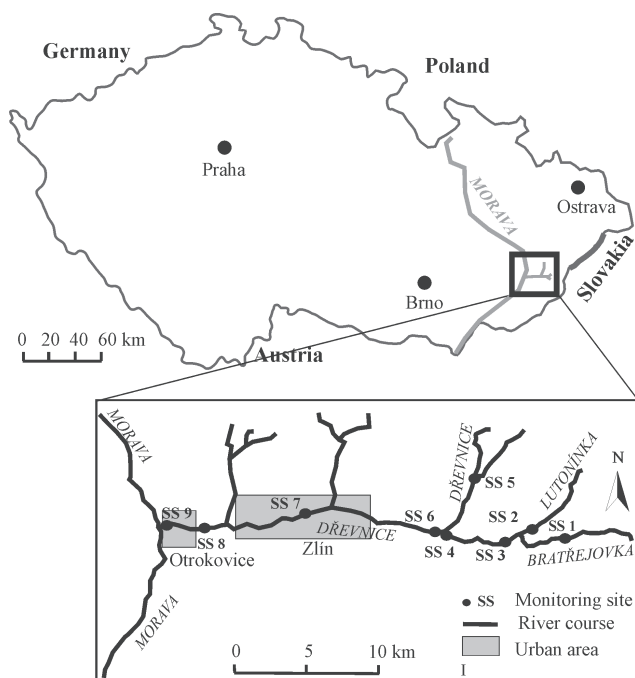 Germany
Poland
Praha
MORAVA
Ostrava
Slovakia
Brno
0 20 40 60 km
Austria
MORAVA
DŘEVNICE
LUTONÍNKA
N
SS 5
SS 9
SS 7
SS 6
SS 2
SS 1
SS 8
DŘEVNICE
SS 4
SS 3
Otrokovice
Zlín
BRATŘEJOVKA
MORAVA
SS Monitoring site
River course
Urban area
0 5 10 km
I